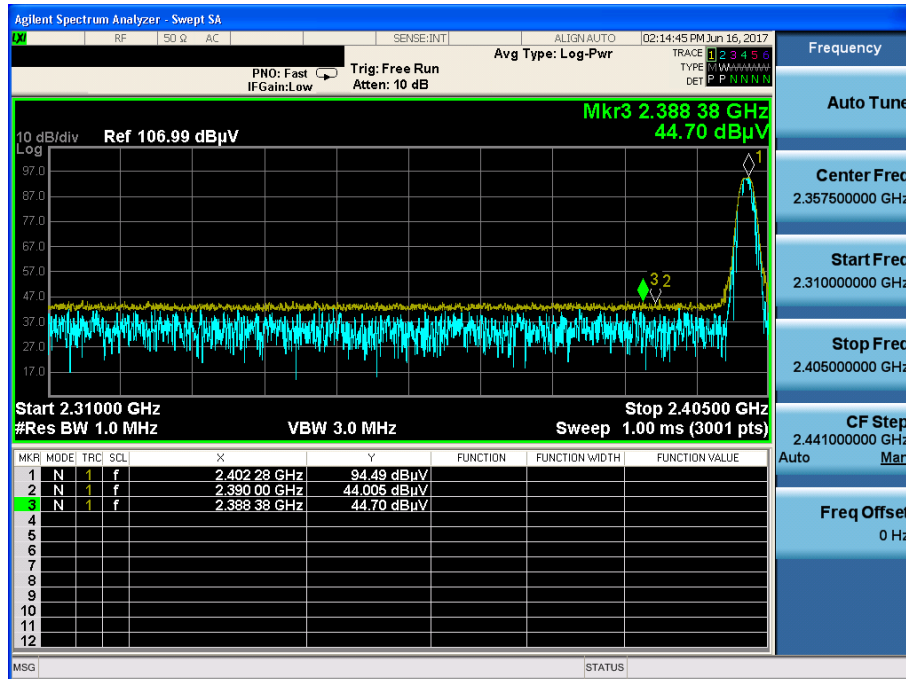 Agilent Spectrum Analyzer - Swept SA
LXI RF 50 Ω AC SENSE:INT ALIGN AUTO 02:14:45 PM Jun 16, 2017
Frequency
Avg Type: Log-Pwr
TRACE 1 2 3 4 5 6
PNO: Fast Trig: Free Run
TYPE M W W W W W
IFGain:Low Atten: 10 dB
DET P P N N N N
Auto Tune
Mkr3 2.388 38 GHz
44.70 dBµV
10 dB/div Ref 106.99 dBµV
Log
97.0
87.0
77.0
67.0
57.0
47.0
37.0
27.0
17.0
1
3 2
Center Freq
2.357500000 GHz
Start Freq
2.310000000 GHz
Stop Freq
2.405000000 GHz
Start 2.31000 GHz Stop 2.40500 GHz
#Res BW 1.0 MHz VBW 3.0 MHz Sweep 1.00 ms (3001 pts)
CF Step
2.441000000 GHz
Auto Man
MKR MODE TRC SCL X Y FUNCTION FUNCTION WIDTH FUNCTION VALUE
1 N 1 f 2.402 28 GHz 94.49 dBµV
2 N 1 f 2.390 00 GHz 44.005 dBµV
3 N 1 f 2.388 38 GHz 44.70 dBµV
4
5
6
7
8
9
10
11
12
Freq Offset
0 Hz
MSG STATUS